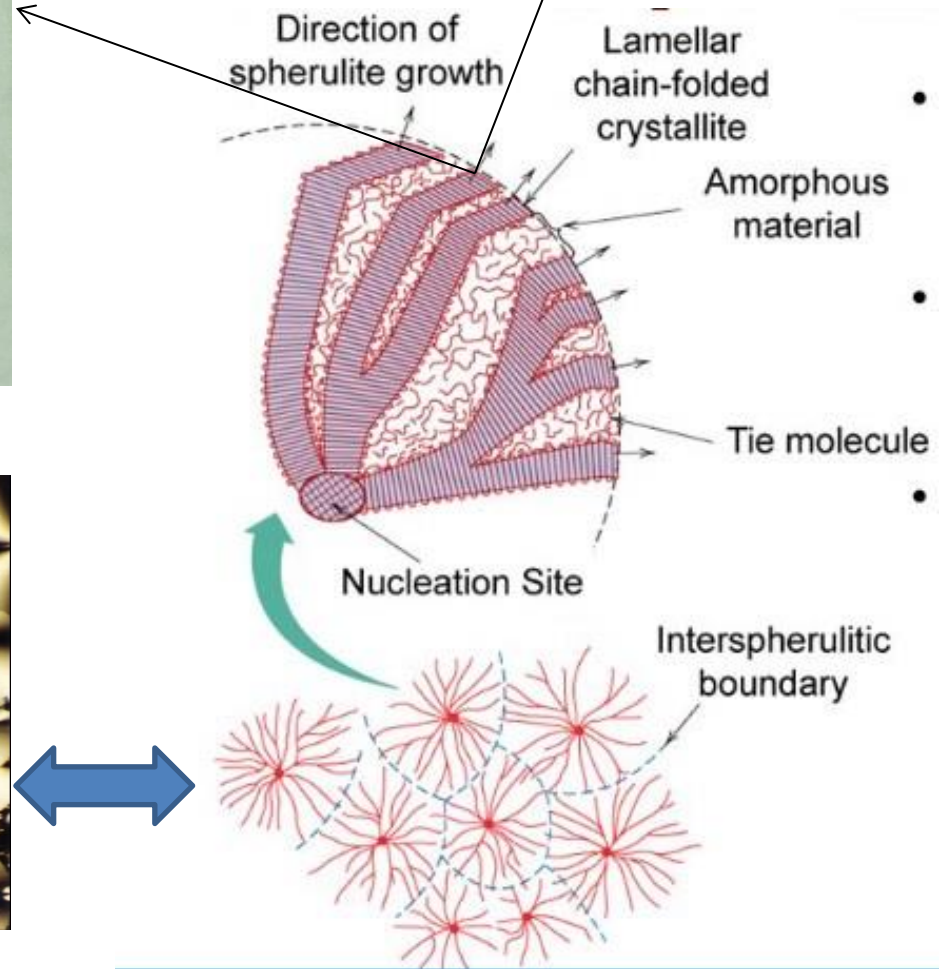 Direction of
spherulite growth
Lamellar
chain-folded
crystallite
Amorphous
material
Tie molecule
Nucleation Site
Interspherulitic
boundary